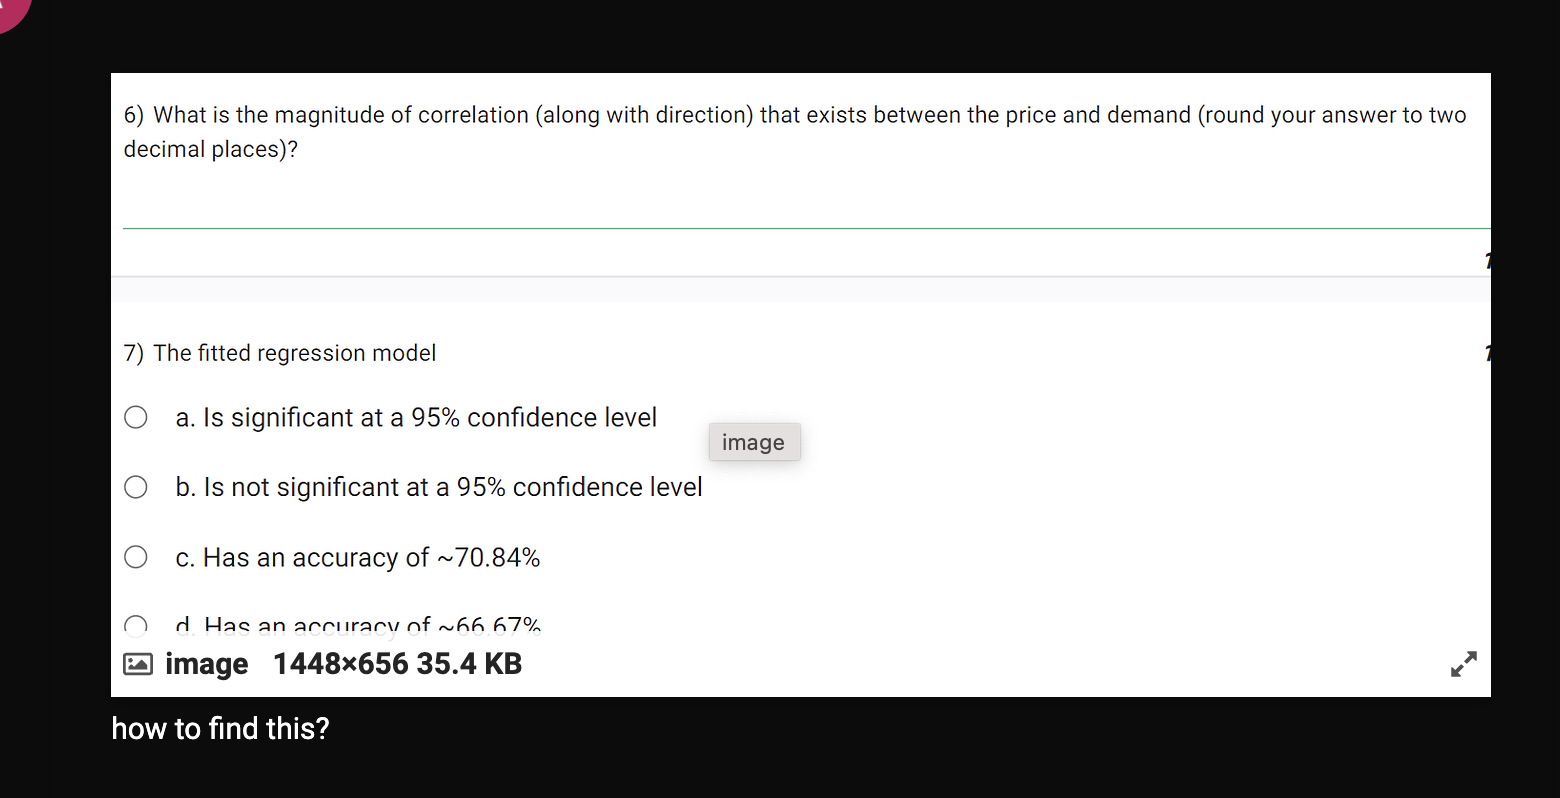 6) What is the magnitude of correlation (along with direction) that exists between the price and demand (round your answer to two
decimal places)?
7) The fitted regression model
a. Is significant at a 95% confidence level
image
b. Is not significant at a 95% confidence level
c. Has an accuracy of ~70.84%
d. Has an accuracy of ~66.67%
image 1448×656 35.4 KB
how to find this?